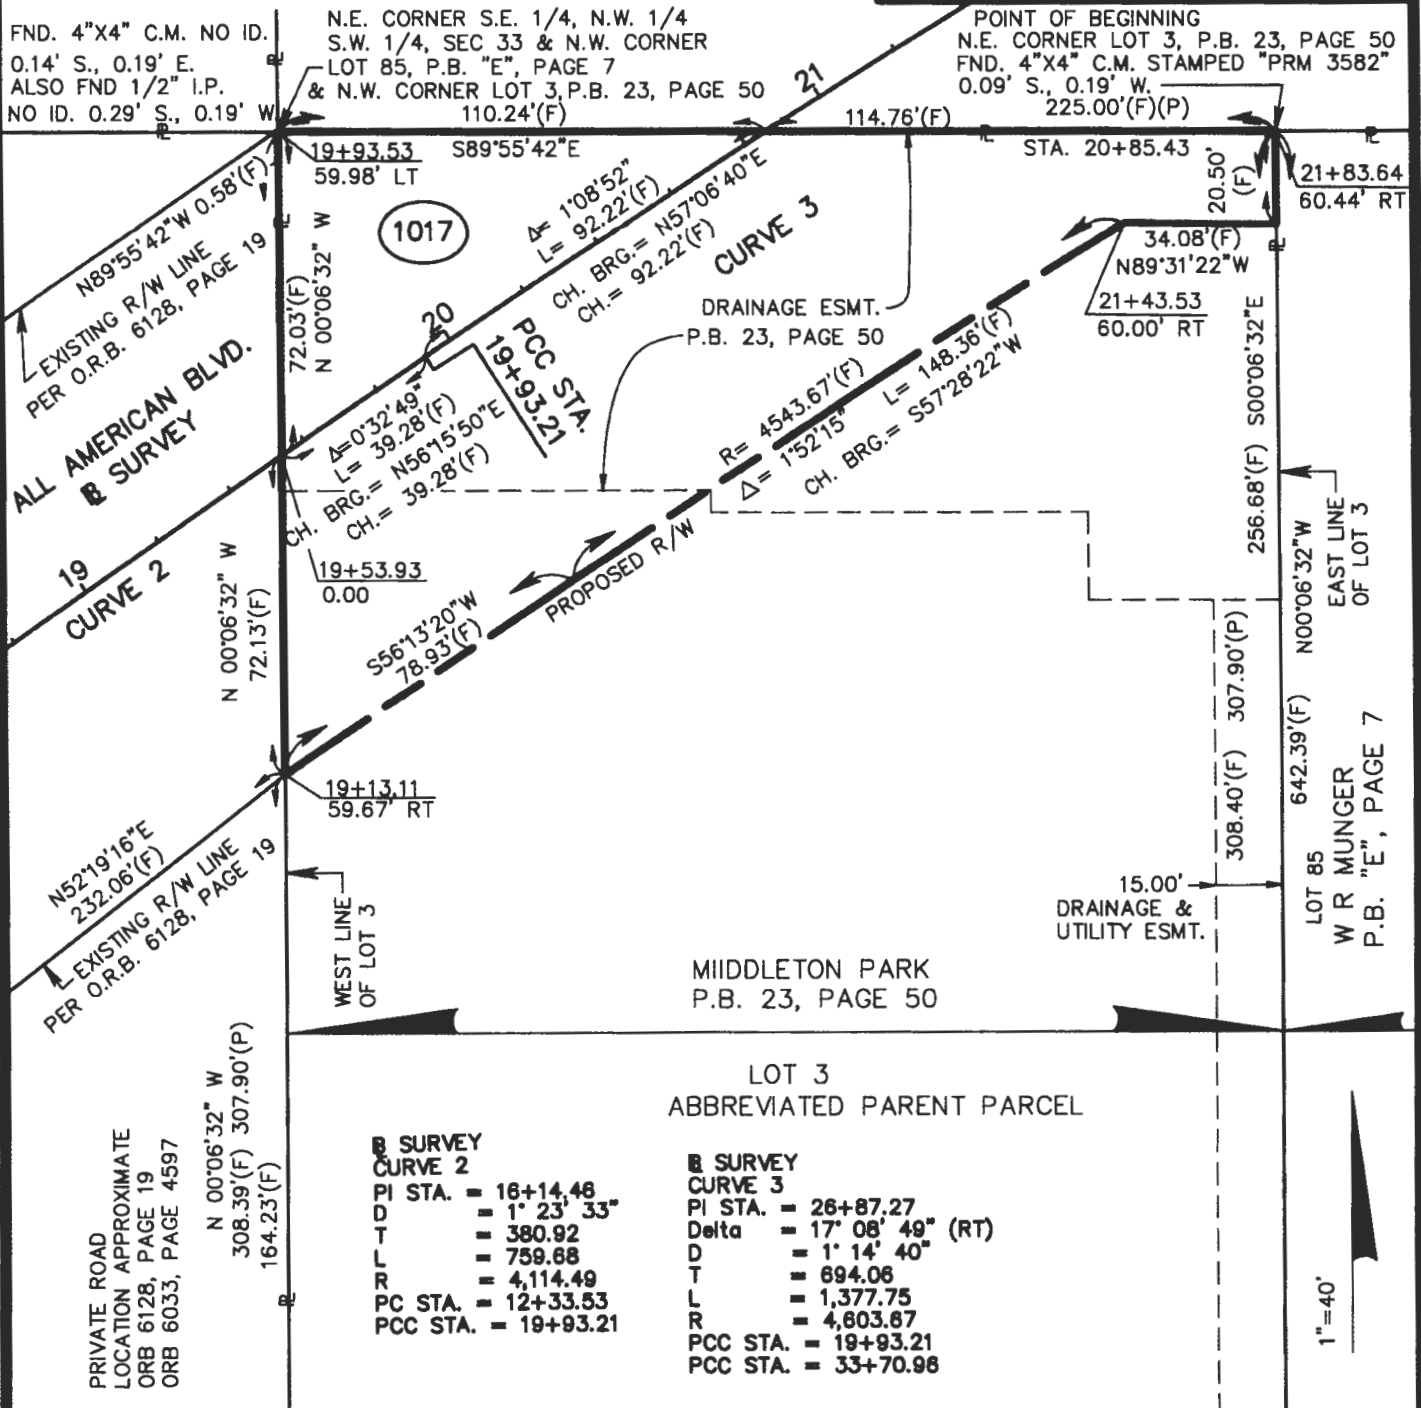 FND. 4"X4" C.M. NO ID.
0.14' S., 0.19' E.
ALSO FND 1/2" I.P.
NO ID. 0.29' S., 0.19' W
N.E. CORNER S.E. 1/4, N.W. 1/4
S.W. 1/4, SEC 33 & N.W. CORNER
LOT 85, P.B. "E", PAGE 7
& N.W. CORNER LOT 3, P.B. 23, PAGE 50
110.24'(F)
S89°55'42"E
21
114.76'(F)
POINT OF BEGINNING
N.E. CORNER LOT 3, P.B. 23, PAGE 50
FND. 4"X4" C.M. STAMPED "PRM 3582"
0.09' S., 0.19' W.
225.00'(F)(P)
STA. 20+85.43
20.50'
(F)
21+83.64
60.44' RT
19+93.53
59.98' LT
1017
N89°55'42"W 0.58'(F)
EXISTING R/W LINE
PER O.R.B. 6128, PAGE 19
72.03'(F)
N 00°06'32" W
Δ= 1°08'52"
L= 92.22'(F)
CH. BRG.= N57°06'40"E
CH.= 92.22'(F)
CURVE 3
34.08'(F)
N89°31'22"W
21+43.53
60.00' RT
DRAINAGE ESMT.
P.B. 23, PAGE 50
20
PCC STA.
19+93.21
ALL AMERICAN BLVD.
℄ SURVEY
Δ=0°32'49"
L= 39.28'(F)
CH. BRG.= N56°15'50"E
CH.= 39.28'(F)
R= 4543.67'(F)
Δ= 1°52'15"
L= 148.36'(F)
CH. BRG.= S57°28'22"W
256.68'(F) S00°06'32"E
EAST LINE
OF LOT 3
N00°06'32"W
642.39'(F)
19
CURVE 2
19+53.93
0.00
N 00°06'32" W
72.13'(F)
PROPOSED R/W
S56°13'20"W
78.93'(F)
308.40'(F) 307.90'(P)
LOT 85
W R MUNGER
P.B. "E", PAGE 7
19+13.11
59.67' RT
N52°19'16"E
232.06'(F)
EXISTING R/W LINE
PER O.R.B. 6128, PAGE 19
WEST LINE
OF LOT 3
15.00'
DRAINAGE &
UTILITY ESMT.
MIIDDLETON PARK
P.B. 23, PAGE 50
LOT 3
ABBREVIATED PARENT PARCEL
PRIVATE ROAD
LOCATION APPROXIMATE
ORB 6128, PAGE 19
ORB 6033, PAGE 4597
N 00°06'32" W
308.39'(F) 307.90'(P)
164.23'(F)
℄ SURVEY
CURVE 2
PI STA. = 16+14.46
D = 1° 23' 33"
T = 380.92
L = 759.68
R = 4,114.49
PC STA. = 12+33.53
PCC STA. = 19+93.21
℄ SURVEY
CURVE 3
PI STA. = 26+87.27
Delta = 17° 08' 49" (RT)
D = 1° 14' 40"
T = 694.06
L = 1,377.75
R = 4,603.67
PCC STA. = 19+93.21
PCC STA. = 33+70.96
1"=40'